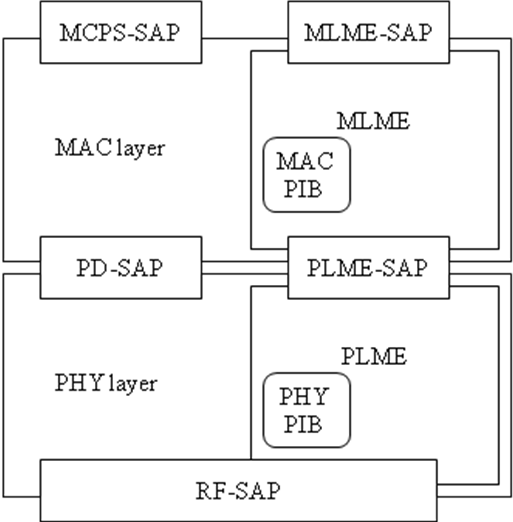 MCPS-SAP
MLME-SAP
MLME
MAC layer
MAC
PIB
PD-SAP
PLME-SAP
PLME
PHY layer
PHY
PIB
RF-SAP